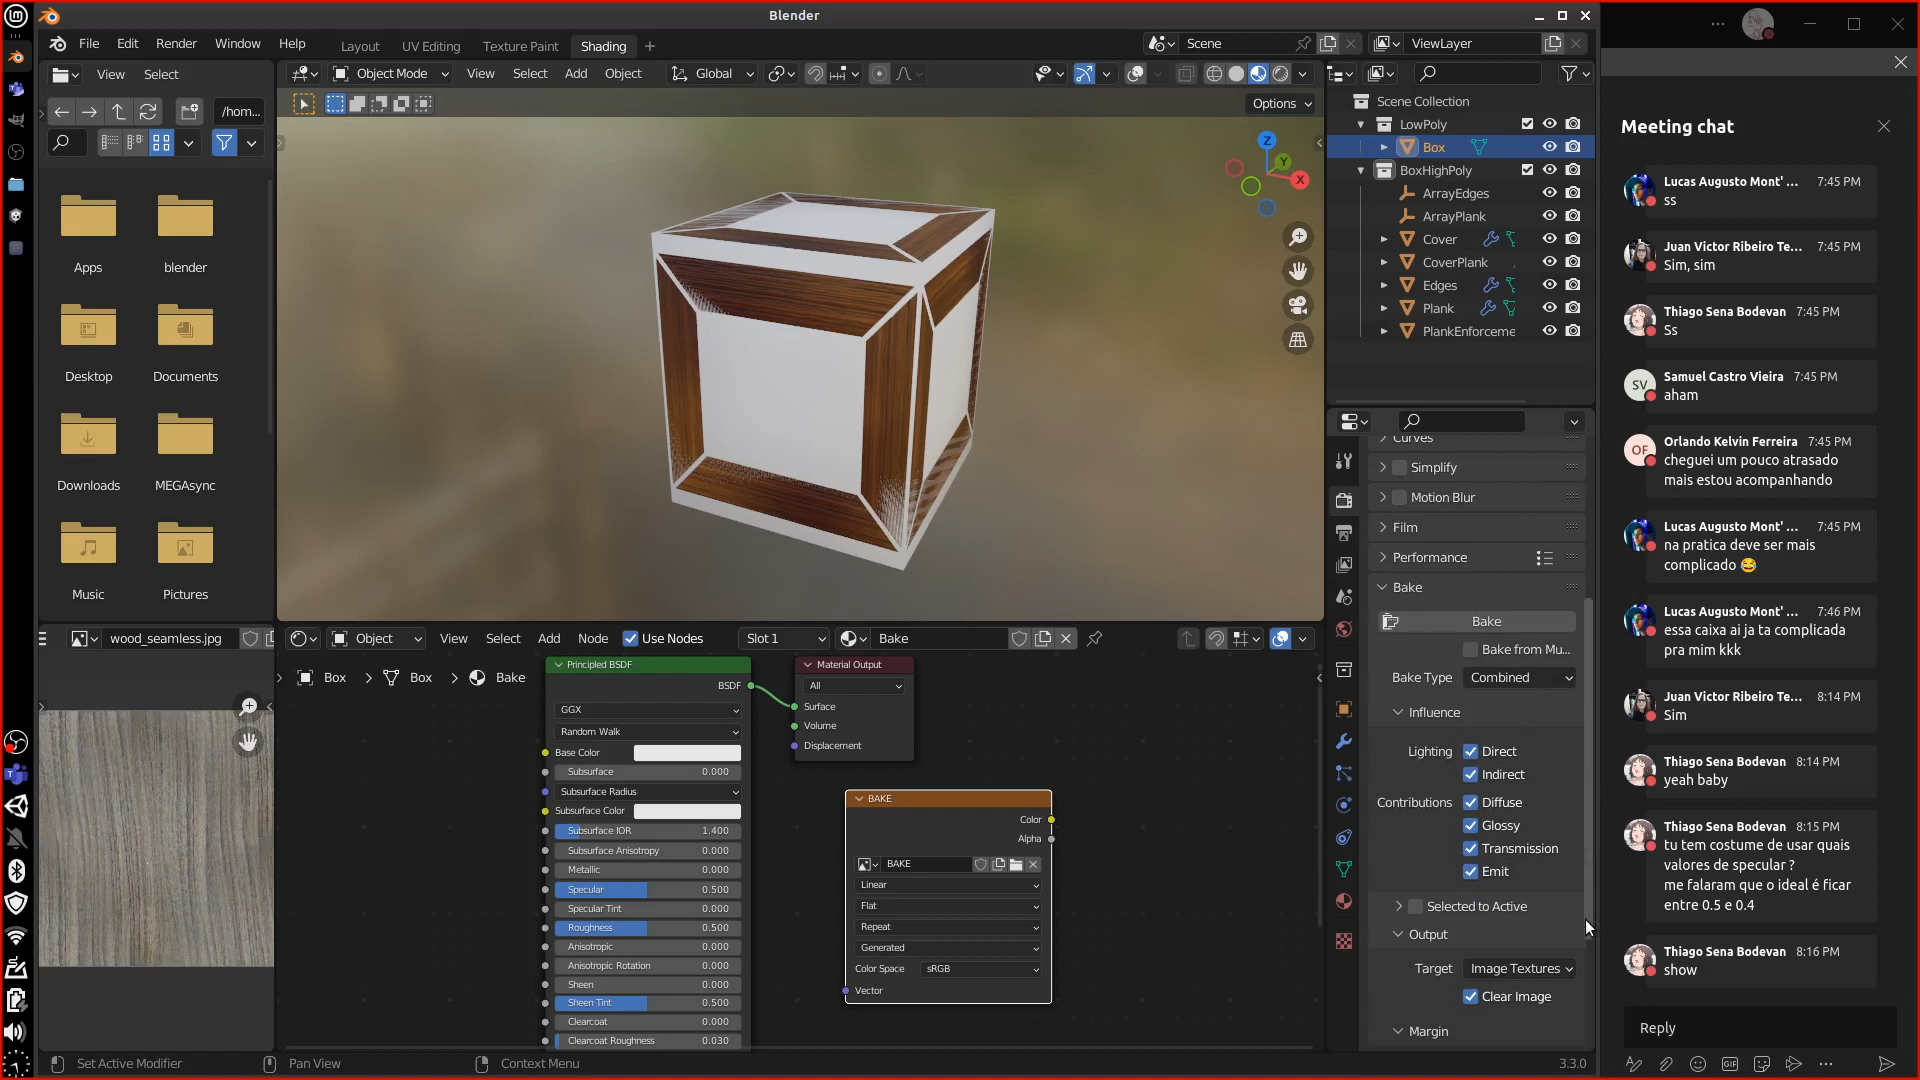 Blender
File
Edit
Render
Window
Help
Layout
UV Editing
Texture Paint
Shading
Scene
ViewLayer
View
Select
Object Mode
View
Select
Add
Object
Global
/hom...
Options
Z
Y
X
Apps
blender
Desktop
Documents
Downloads
MEGAsync
Music
Pictures
Scene Collection
LowPoly
Box
BoxHighPoly
ArrayEdges
ArrayPlank
Cover
CoverPlank
Edges
Plank
PlankEnforceme
Curves
Simplify
Motion Blur
Film
Performance
Bake
Bake
Bake from Mu...
Bake Type
Combined
Influence
Lighting
Direct
Indirect
Contributions
Diffuse
Glossy
Transmission
Emit
Selected to Active
Output
Target
Image Textures
Clear Image
Margin
wood_seamless.jpg
Object
View
Select
Add
Node
Use Nodes
Slot 1
Bake
Box
Box
Bake
Principled BSDF
BSDF
GGX
Random Walk
Base Color
Subsurface 0.000
Subsurface Radius
Subsurface Color
Subsurface IOR 1.400
Subsurface Anisotropy 0.000
Metallic 0.000
Specular 0.500
Specular Tint 0.000
Roughness 0.500
Anisotropic 0.000
Anisotropic Rotation 0.000
Sheen 0.000
Sheen Tint 0.500
Clearcoat 0.000
Clearcoat Roughness 0.030
Material Output
All
Surface
Volume
Displacement
BAKE
Color
Alpha
BAKE
Linear
Flat
Repeat
Generated
Color Space sRGB
Vector
Set Active Modifier
Pan View
Context Menu
3.3.0
Meeting chat
Lucas Augusto Mont' ... 7:45 PM
ss
Juan Victor Ribeiro Te... 7:45 PM
Sim, sim
Thiago Sena Bodevan 7:45 PM
Ss
SV
Samuel Castro Vieira 7:45 PM
aham
OF
Orlando Kelvin Ferreira 7:45 PM
cheguei um pouco atrasado
mais estou acompanhando
Lucas Augusto Mont' ... 7:45 PM
na pratica deve ser mais
complicado 😂
Lucas Augusto Mont' ... 7:46 PM
essa caixa ai ja ta complicada
pra mim kkk
Juan Victor Ribeiro Te... 8:14 PM
Sim
Thiago Sena Bodevan 8:14 PM
yeah baby
Thiago Sena Bodevan 8:15 PM
tu tem costume de usar quais
valores de specular ?
me falaram que o ideal é ficar
entre 0.5 e 0.4
Thiago Sena Bodevan 8:16 PM
show
Reply
GIF